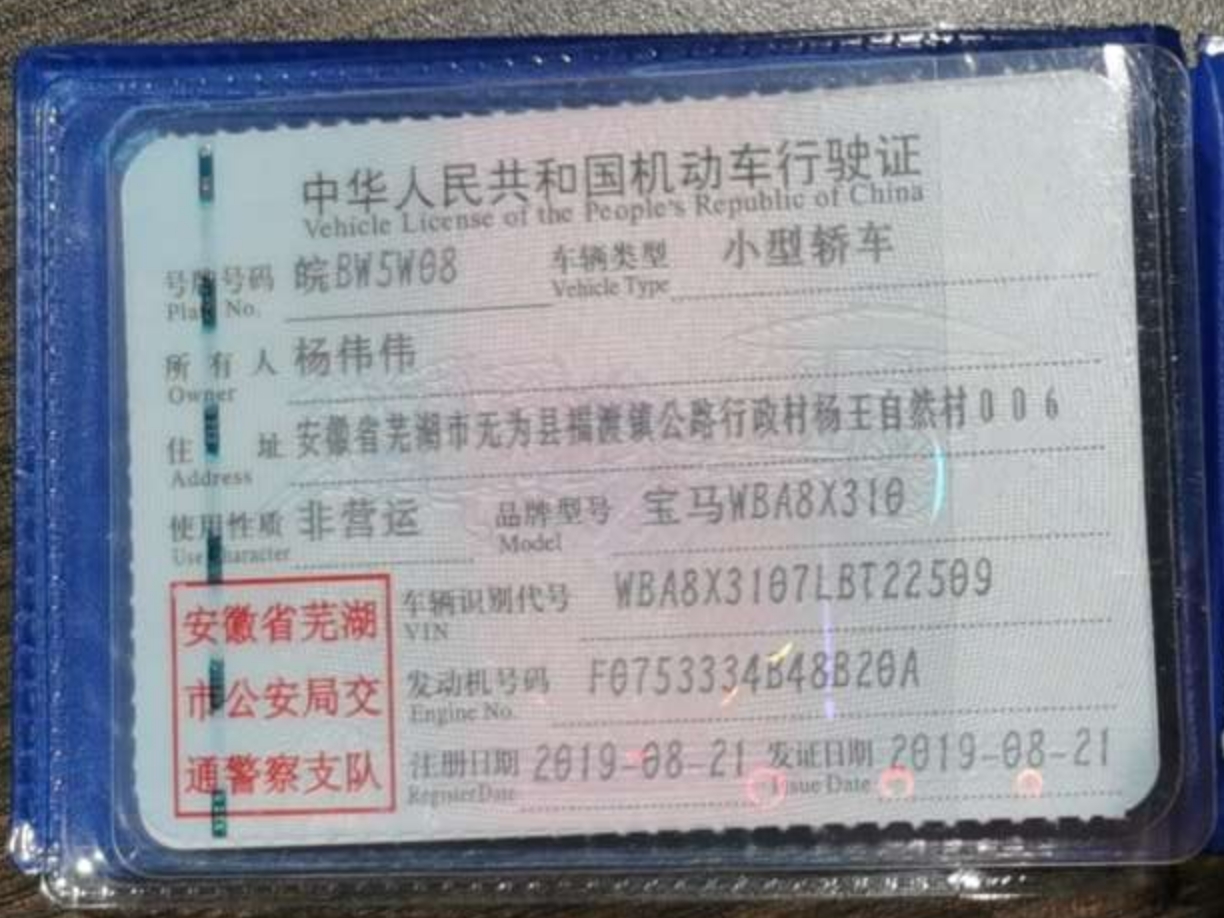 中华人民共和国机动车行驶证
Vehicle License of the People's Republic of China
号牌号码 皖BW5W08 车辆类型 小型轿车
Plate No. Vehicle Type
所有人 杨伟伟
Owner
住址 安徽省芜湖市无为县福渡镇公路行政村杨王自然村006
Address
使用性质 非营运 品牌型号 宝马WBA8X310
Use Character Model
安徽省芜湖
市公安局交
通警察支队
车辆识别代号 WBA8X3107LBT22509
VIN
发动机号码 F0753334B48B20A
Engine No.
注册日期 2019-08-21 发证日期 2019-08-21
Register Date Issue Date